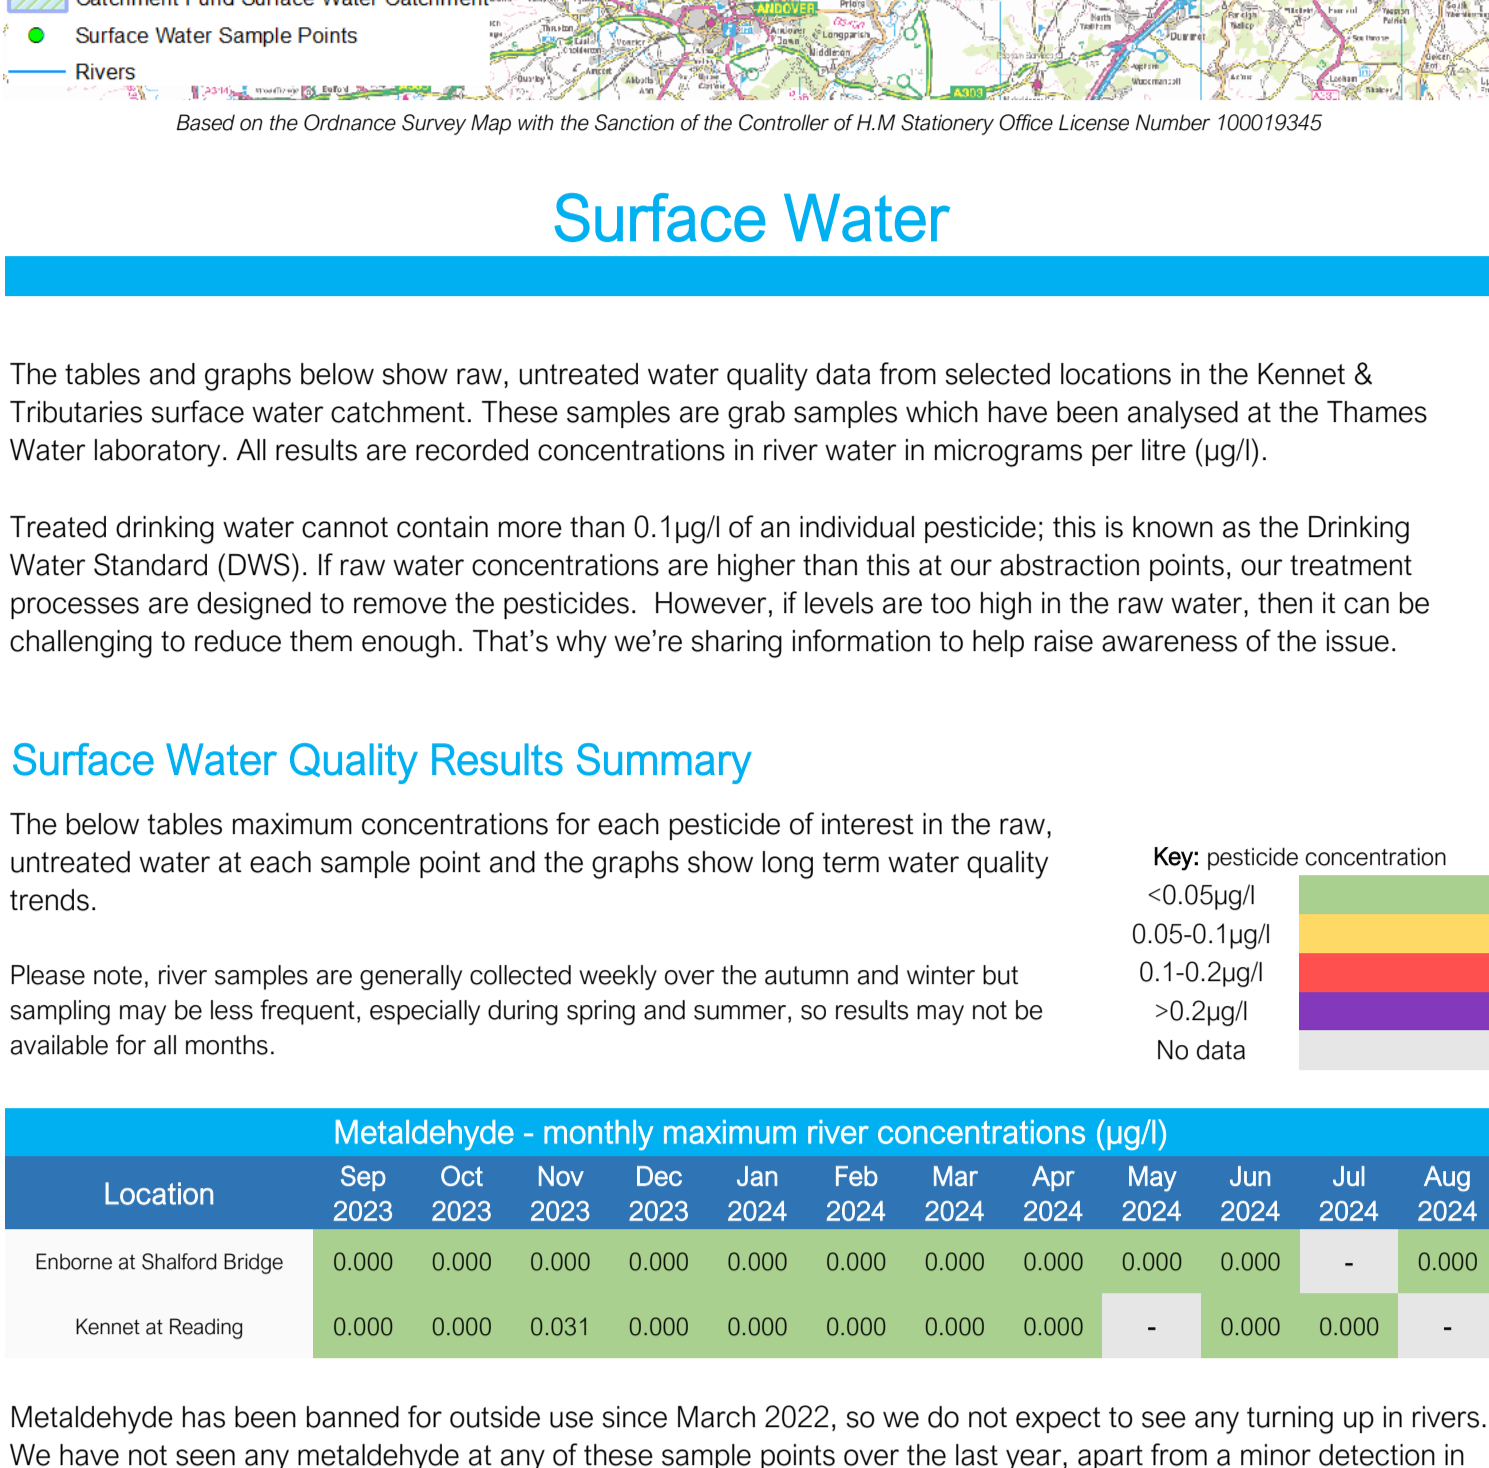 Catchment Fund Surface Water Catchment
Surface Water Sample Points
Rivers
ANDOVER
A303
Based on the Ordnance Survey Map with the Sanction of the Controller of H.M Stationery Office License Number 100019345
Surface Water
The tables and graphs below show raw, untreated water quality data from selected locations in the Kennet &
Tributaries surface water catchment. These samples are grab samples which have been analysed at the Thames
Water laboratory. All results are recorded concentrations in river water in micrograms per litre (µg/l).
Treated drinking water cannot contain more than 0.1µg/l of an individual pesticide; this is known as the Drinking
Water Standard (DWS). If raw water concentrations are higher than this at our abstraction points, our treatment
processes are designed to remove the pesticides.  However, if levels are too high in the raw water, then it can be
challenging to reduce them enough. That’s why we’re sharing information to help raise awareness of the issue.
Surface Water Quality Results Summary
The below tables maximum concentrations for each pesticide of interest in the raw,
untreated water at each sample point and the graphs show long term water quality
trends.
Please note, river samples are generally collected weekly over the autumn and winter but
sampling may be less frequent, especially during spring and summer, so results may not be
available for all months.
Key: pesticide concentration
<0.05µg/l
0.05-0.1µg/l
0.1-0.2µg/l
>0.2µg/l
No data
Metaldehyde - monthly maximum river concentrations (µg/l)
Location Sep 2023 Oct 2023 Nov 2023 Dec 2023 Jan 2024 Feb 2024 Mar 2024 Apr 2024 May 2024 Jun 2024 Jul 2024 Aug 2024
Enborne at Shalford Bridge 0.000 0.000 0.000 0.000 0.000 0.000 0.000 0.000 0.000 0.000 - 0.000
Kennet at Reading 0.000 0.000 0.031 0.000 0.000 0.000 0.000 0.000 - 0.000 0.000 -
Metaldehyde has been banned for outside use since March 2022, so we do not expect to see any turning up in rivers.
We have not seen any metaldehyde at any of these sample points over the last year, apart from a minor detection in